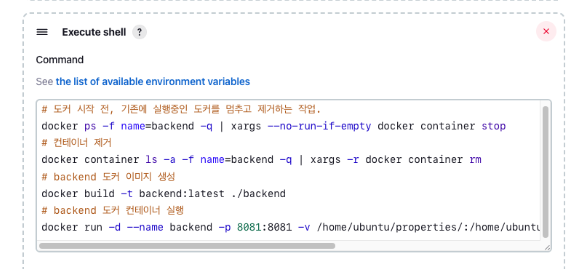 Execute shell ?
Command
See the list of available environment variables
# 도커 시작 전, 기존에 실행중인 도커를 멈추고 제거하는 작업.
docker ps -f name=backend -q | xargs --no-run-if-empty docker container stop
# 컨테이너 제거
docker container ls -a -f name=backend -q | xargs -r docker container rm
# backend 도커 이미지 생성
docker build -t backend:latest ./backend
# backend 도커 컨테이너 실행
docker run -d --name backend -p 8081:8081 -v /home/ubuntu/properties/:/home/ubuntu